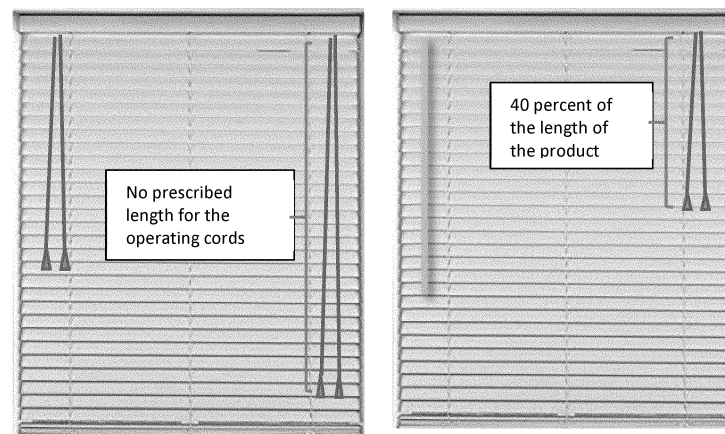 No prescribed
length for the
operating cords
40 percent of
the length of
the product